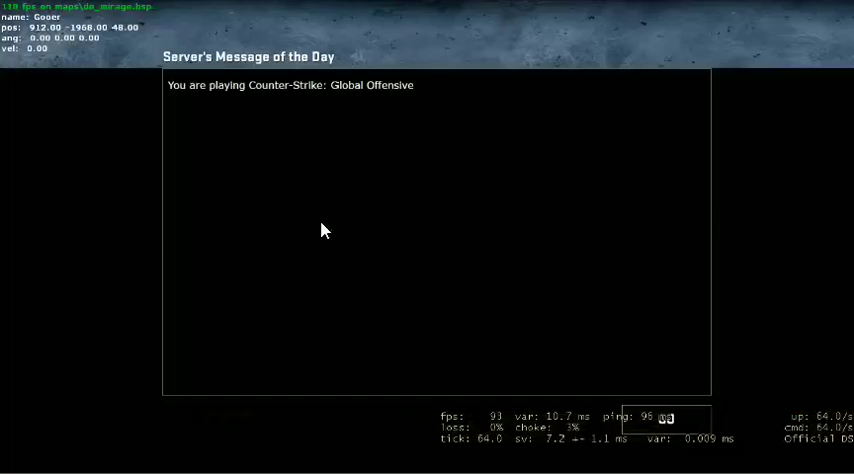 118 fps on maps\de_mirage.bsp
name: Gooer
pos: 912.00 -1968.00 48.00
ang: 0.00 0.00 0.00
vel: 0.00
Server's Message of the Day
You are playing Counter-Strike: Global Offensive
fps: 93 var: 10.7 ms ping: 96 ms up: 64.0/s
loss: 0% choke: 3% cmd: 64.0/s
tick: 64.0 sv: 7.2 +- 1.1 ms var: 0.009 ms Official DS